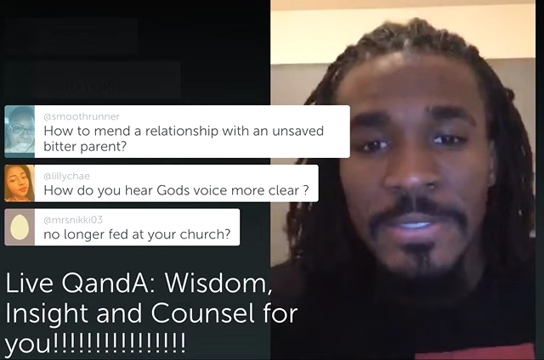 @smoothrunner
How to mend a relationship with an unsaved
bitter parent?
@lillychae
How do you hear Gods voice more clear ?
@mrsnikki03
no longer fed at your church?
Live QandA: Wisdom,
Insight and Counsel for
you!!!!!!!!!!!!!!!!